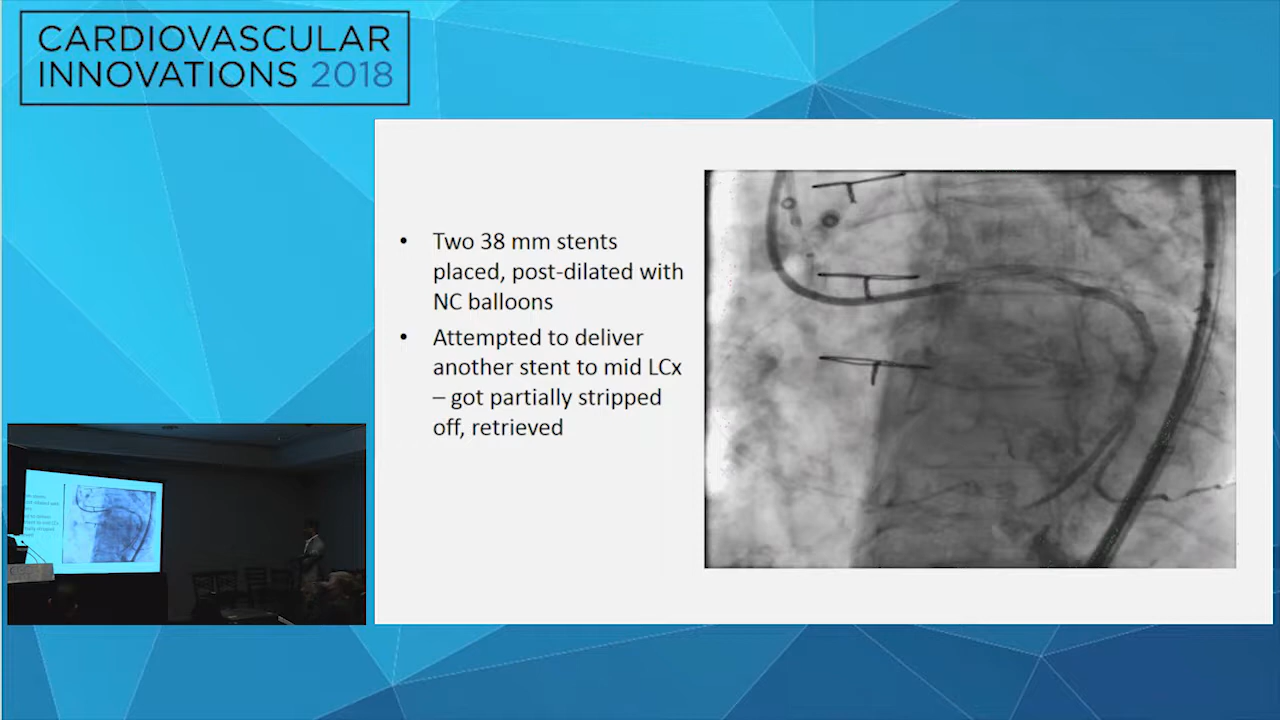 CARDIOVASCULAR
INNOVATIONS 2018
• Two 38 mm stents
placed, post-dilated with
NC balloons
• Attempted to deliver
another stent to mid LCx
– got partially stripped
off, retrieved